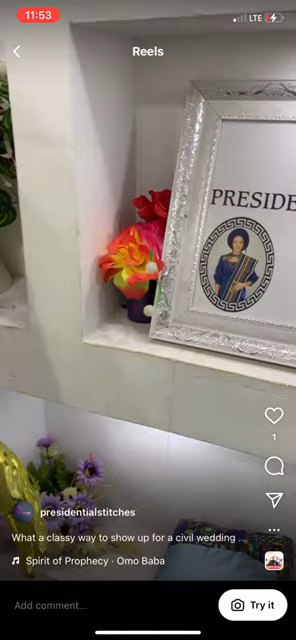 11:53
LTE
Reels
PRESIDE
1
presidentialstitches
What a classy way to show up for a civil wedding ...
Spirit of Prophecy · Omo Baba
Add comment...
Try it